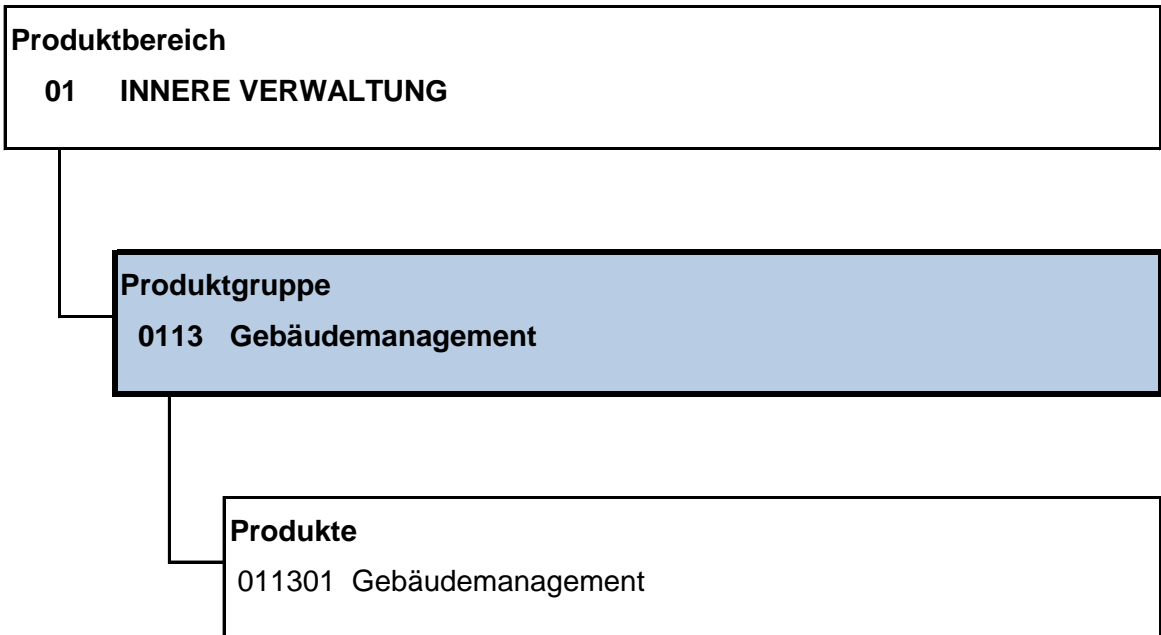 Produktbereich
01 INNERE VERWALTUNG
Produktgruppe
0113 Gebäudemanagement
Produkte
011301 Gebäudemanagement